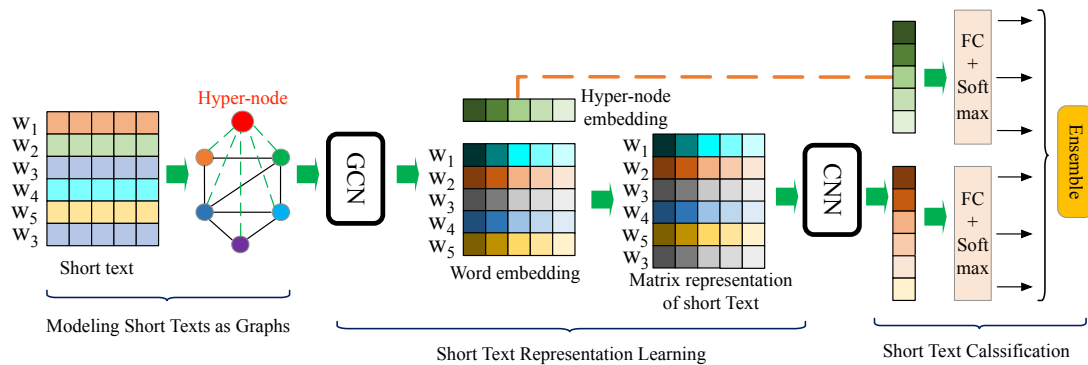 W1
W2
W3
W4
W5
W3
Short text
Hyper-node
Modeling Short Texts as Graphs
GCN
Hyper-node
embedding
W1
W2
W3
W4
W5
Word embedding
W1
W2
W3
W4
W5
W3
Matrix representation
of short Text
CNN
Short Text Representation Learning
FC
+
Soft
max
FC
+
Soft
max
Ensemble
Short Text Calssification